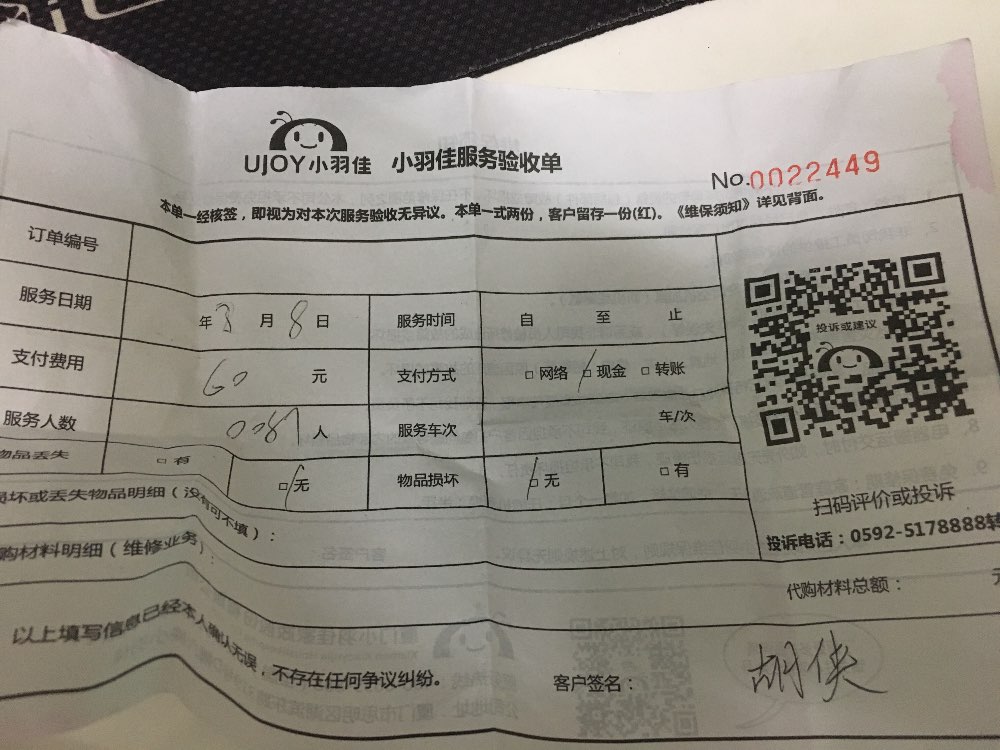 UJOY小羽佳 小羽佳服务验收单
No.0022449
本单一经核签，即视为对本次服务验收无异议。本单一式两份，客户留存一份(红)。《维保须知》详见背面。
订单编号
服务日期 年 3 月 8 日 服务时间 自 至 止
支付费用 60 元 支付方式 □ 网络 □ 现金 □ 转账
服务人数 0087 人 服务车次 车/次
物品丢失 □ 有 □ 无 物品损坏 □ 无 □ 有
投诉或建议
扫码评价或投诉
投诉电话：0592-5178888转
损坏或丢失物品明细（没有可不填）：
购材料明细（维修业务）：
代购材料总额：
以上填写信息已经本人确认无误，不存在任何争议纠纷。
客户签名：胡侠